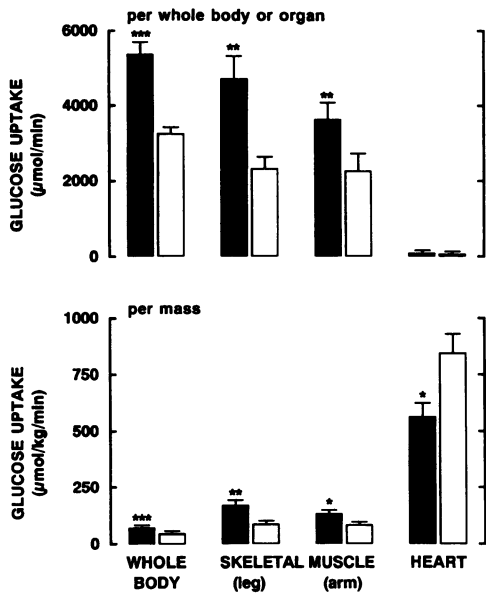 per whole body or organ
6000
***
**
**
4000
2000
0
GLUCOSE UPTAKE
(µmol/min)
per mass
1000
750
500
250
0
GLUCOSE UPTAKE
(µmol/kg/min)
***
**
*
*
WHOLE SKELETAL MUSCLE HEART
BODY (leg) (arm)